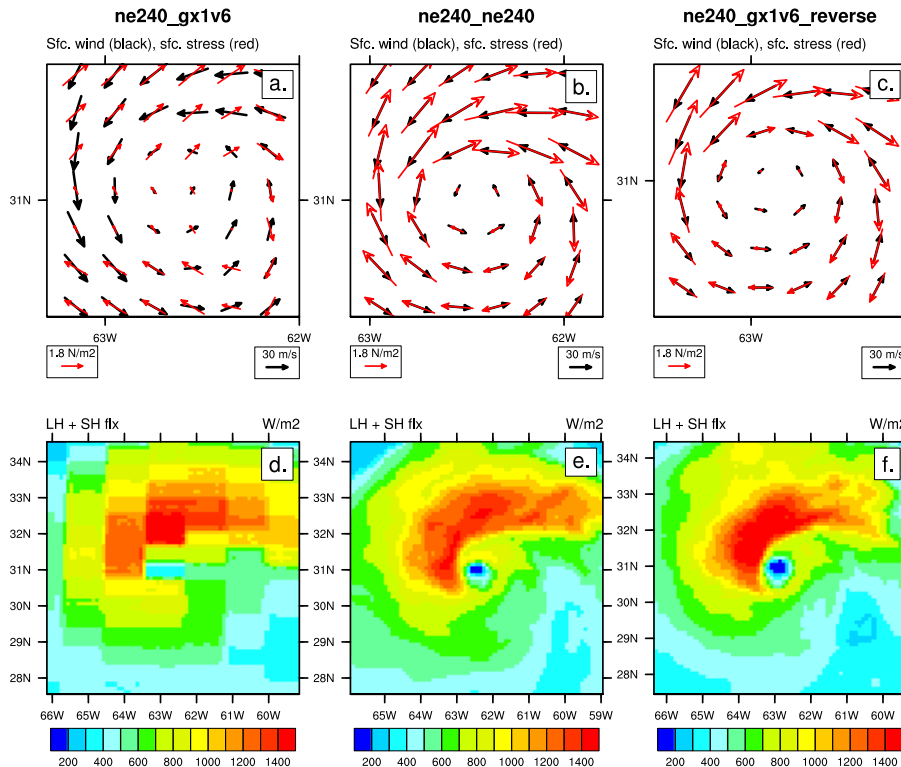 ne240_gx1v6
ne240_ne240
ne240_gx1v6_reverse
Sfc. wind (black), sfc. stress (red)
Sfc. wind (black), sfc. stress (red)
Sfc. wind (black), sfc. stress (red)
a.
b.
c.
31N
31N
31N
63W 62W
63W 62W
63W
1.8 N/m2
30 m/s
1.8 N/m2
30 m/s
1.8 N/m2
30 m/s
LH + SH flx W/m2
LH + SH flx W/m2
LH + SH flx W/m2
d.
e.
f.
34N
33N
32N
31N
30N
29N
28N
34N
33N
32N
31N
30N
29N
28N
34N
33N
32N
31N
30N
29N
28N
66W 65W 64W 63W 62W 61W 60W
65W 64W 63W 62W 61W 60W 59W
66W 65W 64W 63W 62W 61W 60W
200 400 600 800 1000 1200 1400
200 400 600 800 1000 1200 1400
200 400 600 800 1000 1200 1400